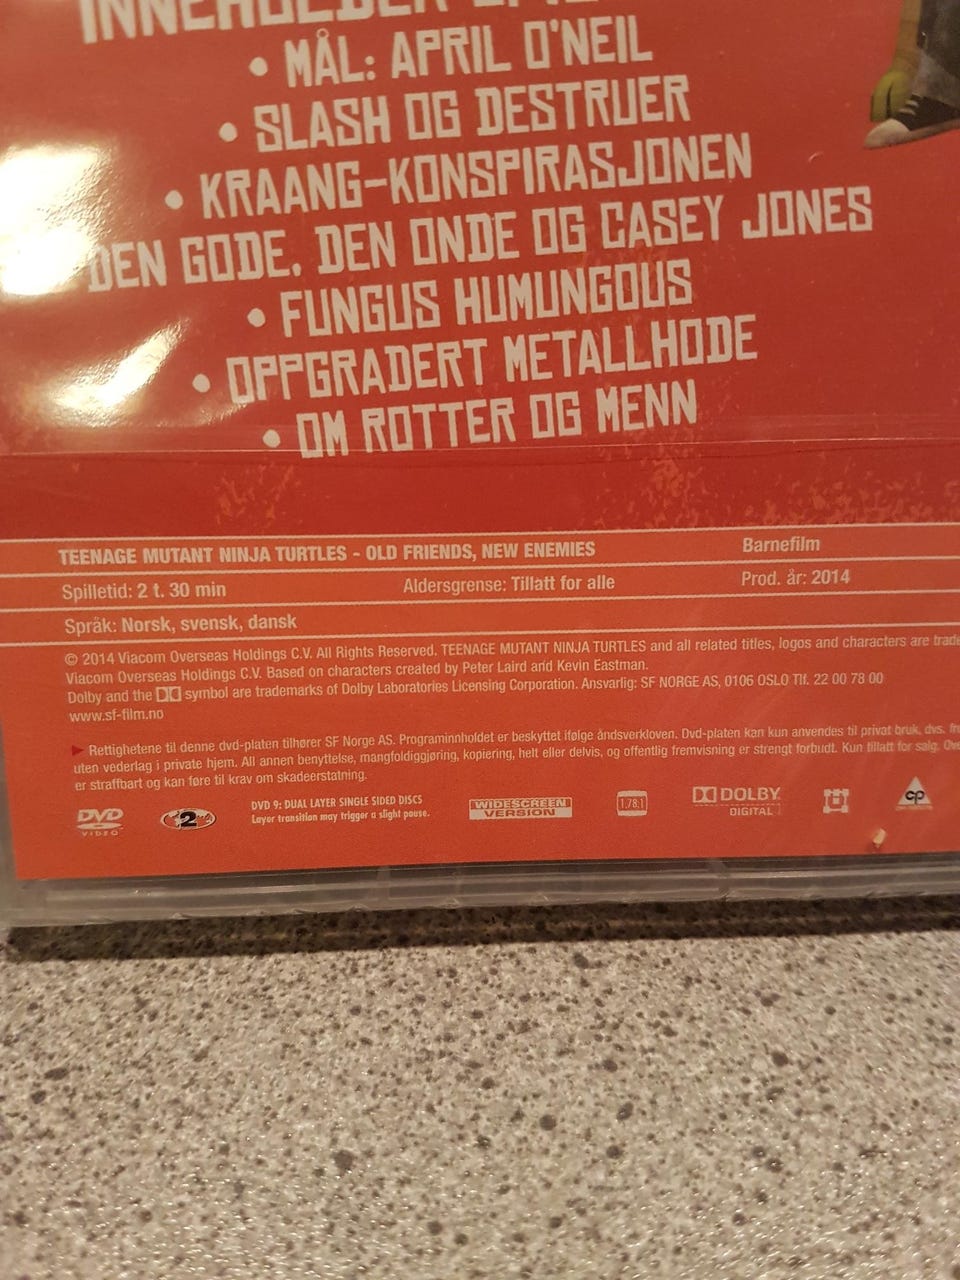 INNEHOLDER
• MÅL: APRIL O'NEIL
• SLASH OG DESTRUER
• KRAANG-KONSPIRASJONEN
DEN GODE, DEN ONDE OG CASEY JONES
• FUNGUS HUMUNGOUS
• OPPGRADERT METALLHODE
• OM ROTTER OG MENN
TEENAGE MUTANT NINJA TURTLES - OLD FRIENDS, NEW ENEMIES Barnefilm
Spilletid: 2 t. 30 min Aldersgrense: Tillatt for alle Prod. år: 2014
Språk: Norsk, svensk, dansk
© 2014 Viacom Overseas Holdings C.V. All Rights Reserved. TEENAGE MUTANT NINJA TURTLES and all related titles, logos and characters are trade
Viacom Overseas Holdings C.V. Based on characters created by Peter Laird and Kevin Eastman.
Dolby and the symbol are trademarks of Dolby Laboratories Licensing Corporation. Ansvarlig: SF NORGE AS, 0106 OSLO Tlf. 22 00 78 00
www.sf-film.no
Rettighetene til denne dvd-platen tilhører SF Norge AS. Programinnholdet er beskyttet ifølge åndsverkloven. Dvd-platen kan kun anvendes til privat bruk, dvs. fre
uten vederlag i private hjem. All annen benyttelse, mangfoldiggjøring, kopiering, helt eller delvis, og offentlig fremvisning er strengt forbudt. Kun tillatt for salg. Ove
er straffbart og kan føre til krav om skadeerstatning.
DVD VIDEO 2 DVD 9: DUAL LAYER SINGLE SIDED DISCS WIDESCREEN VERSION 1,78:1 DOLBY DIGITAL cp
Layer transition may trigger a slight pause.